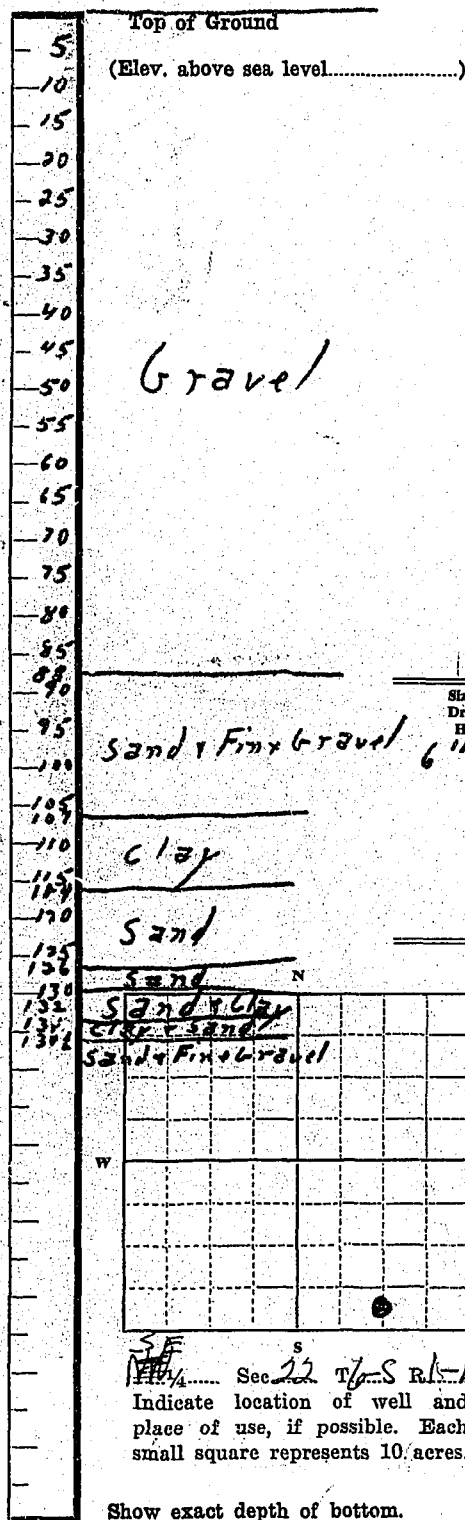 Top of Ground
5
(Elev. above sea level....................)
10
15
20
25
30
35
40
45
Gravel
50
55
60
65
70
75
80
85
88
90
95
Sand & Fine Gravel 6"
100
105
107
110
Clay
115
120
Sand
125
126
Sand
N
130
132
Sand & Clay
Clay & Sand
Sand & Fine Gravel
W
S
SE
¼ Sec 22 T 6-S R
Indicate location of well and
place of use, if possible. Each
small square represents 10 acres.
Show exact depth of bottom.